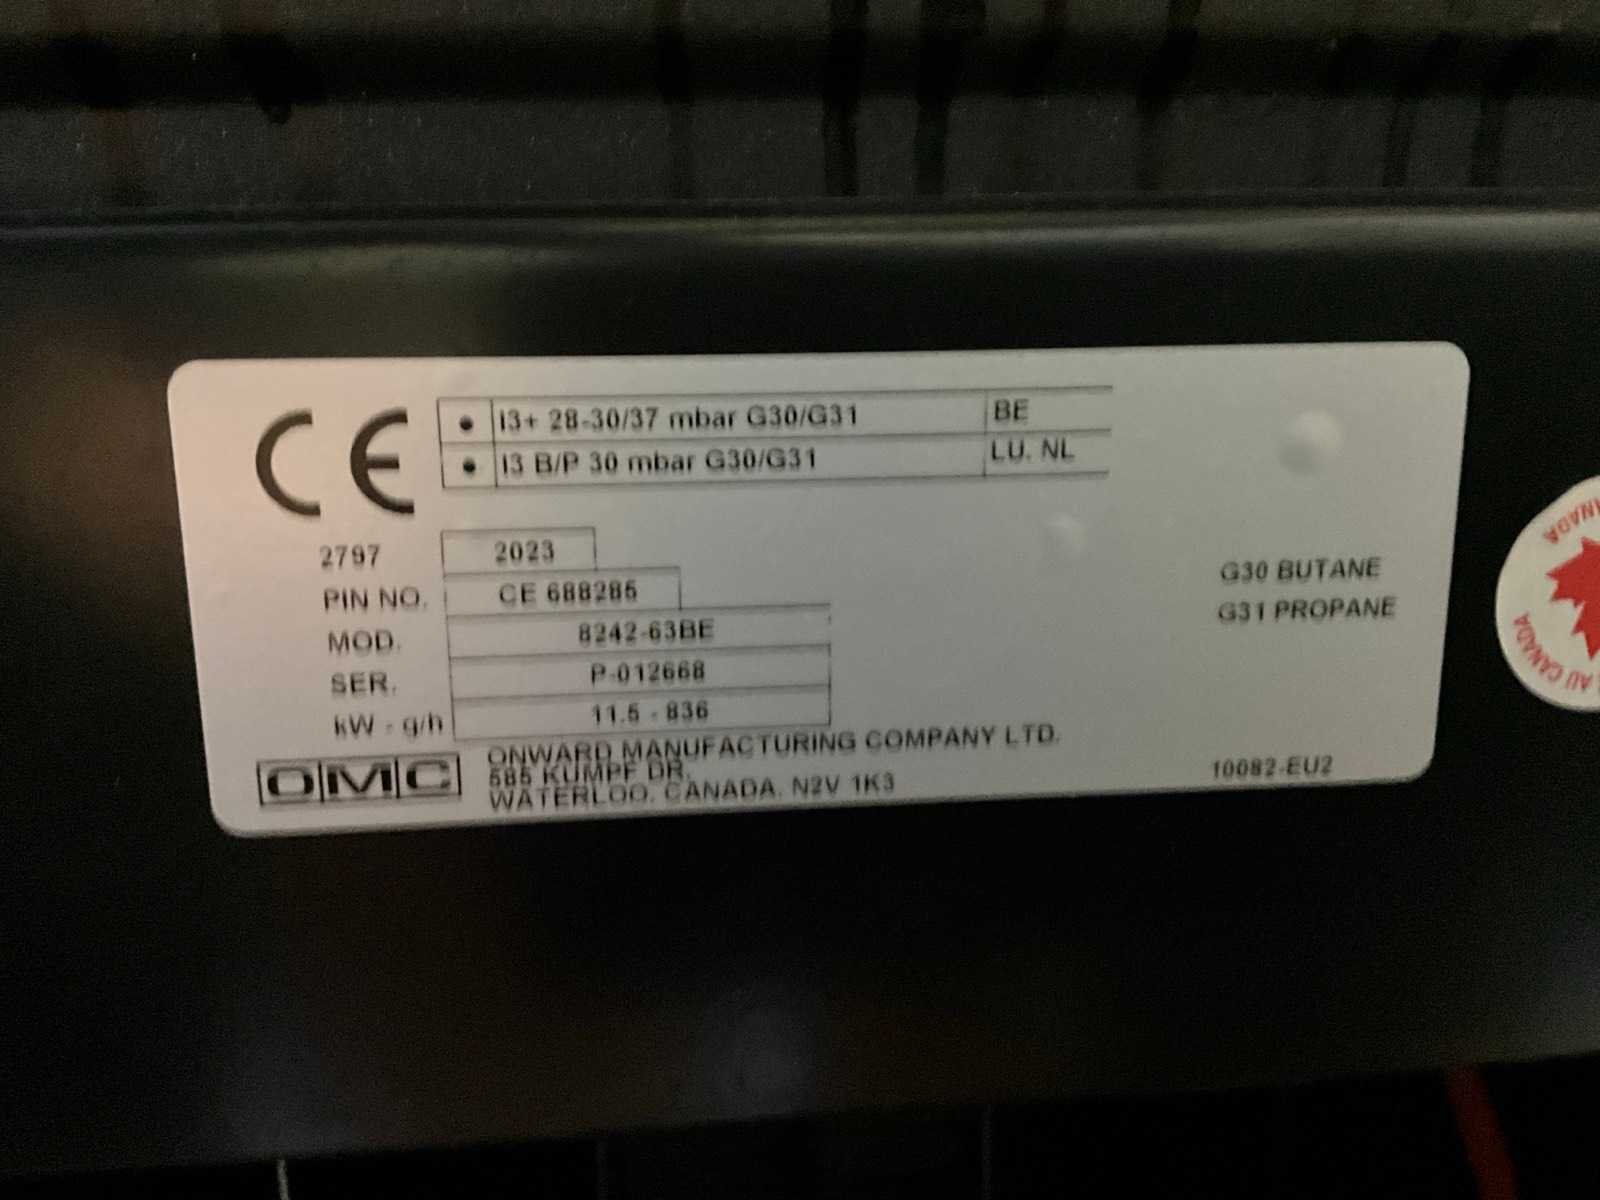 CE
• I3+ 28-30/37 mbar G30/G31 BE
• I3 B/P 30 mbar G30/G31 LU. NL
2797 2023
PIN NO. CE 688285
MOD. 8242-63BE
SER. P-012668
kW - g/h 11.5 - 836
G30 BUTANE
G31 PROPANE
OMC
ONWARD MANUFACTURING COMPANY LTD.
585 KUMPF DR.
WATERLOO. CANADA. N2V 1K3
10082-EU2
AU CANADA